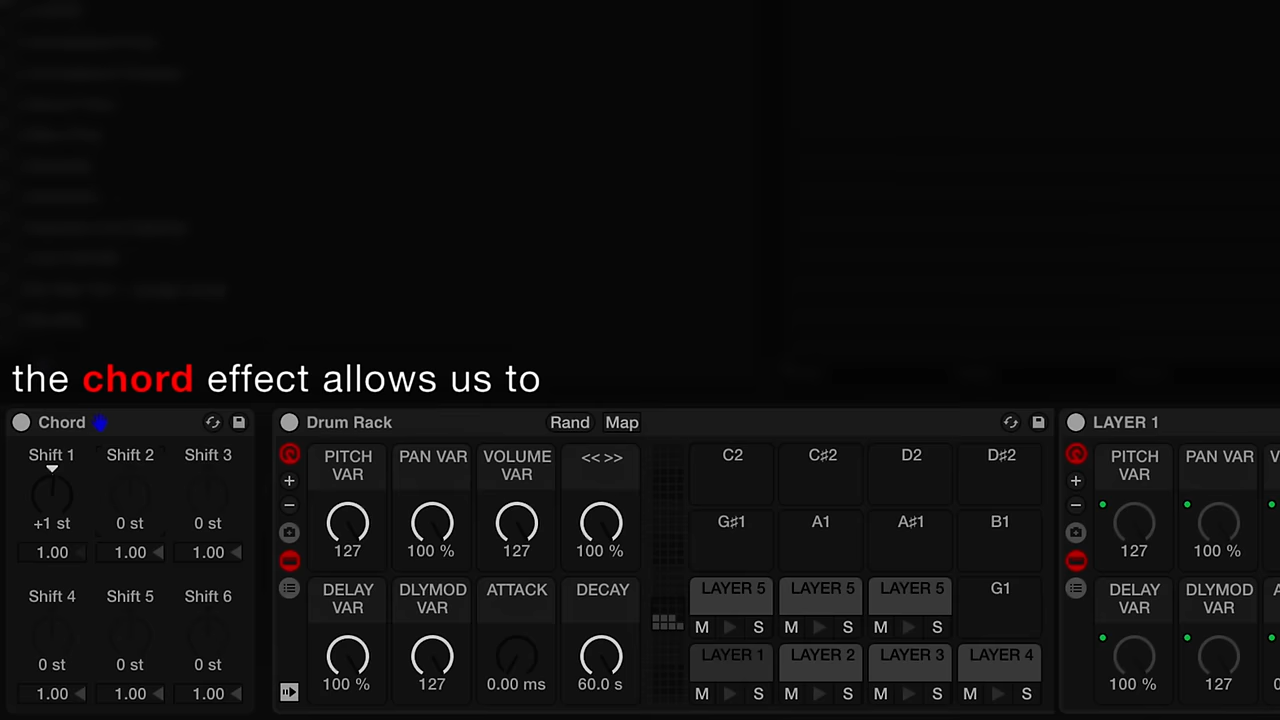 the chord effect allows us to
Chord
Shift 1 Shift 2 Shift 3
+1 st 0 st 0 st
1.00 1.00 1.00
Shift 4 Shift 5 Shift 6
0 st 0 st 0 st
1.00 1.00 1.00
Drum Rack Rand Map
PITCH VAR PAN VAR VOLUME VAR << >>
127 100 % 127 100 %
DELAY VAR DLYMOD VAR ATTACK DECAY
100 % 127 0.00 ms 60.0 s
C2 C♯2 D2 D♯2
G♯1 A1 A♯1 B1
LAYER 5 LAYER 5 LAYER 5 G1
M S M S M S
LAYER 1 LAYER 2 LAYER 3 LAYER 4
M S M S M S M S
LAYER 1
PITCH VAR PAN VAR V
127 100 %
DELAY VAR DLYMOD VAR
100 % 127